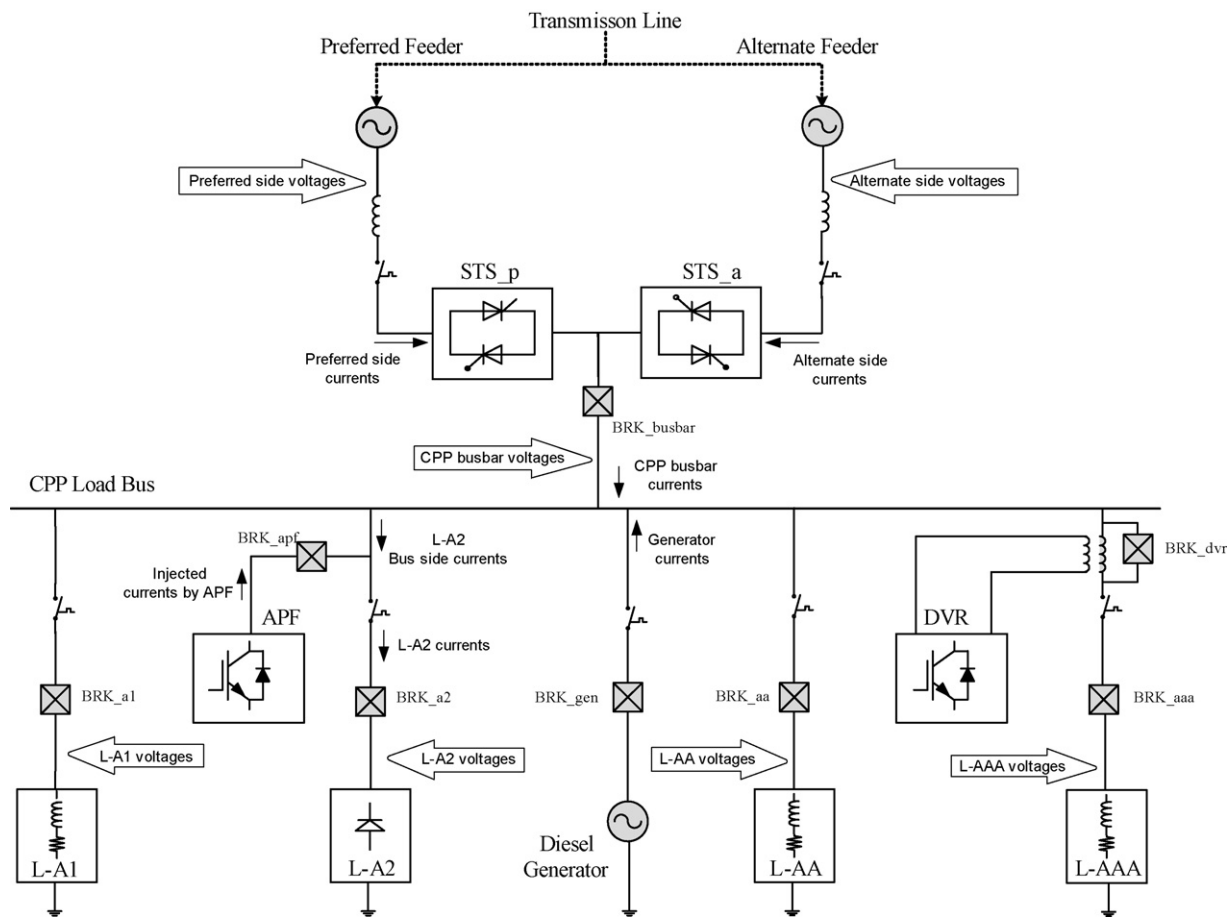 Transmisson Line
Preferred Feeder
Alternate Feeder
Preferred side voltages
Alternate side voltages
STS_p
STS_a
Preferred side
currents
Alternate side
currents
BRK_busbar
CPP busbar voltages
CPP busbar
currents
CPP Load Bus
BRK_apf
L-A2
Bus side currents
Generator
currents
BRK_dvr
Injected
currents by APF
APF
L-A2 currents
DVR
BRK_a1
BRK_a2
BRK_gen
BRK_aa
BRK_aaa
L-A1 voltages
L-A2 voltages
L-AA voltages
L-AAA voltages
Diesel
Generator
L-A1
L-A2
L-AA
L-AAA